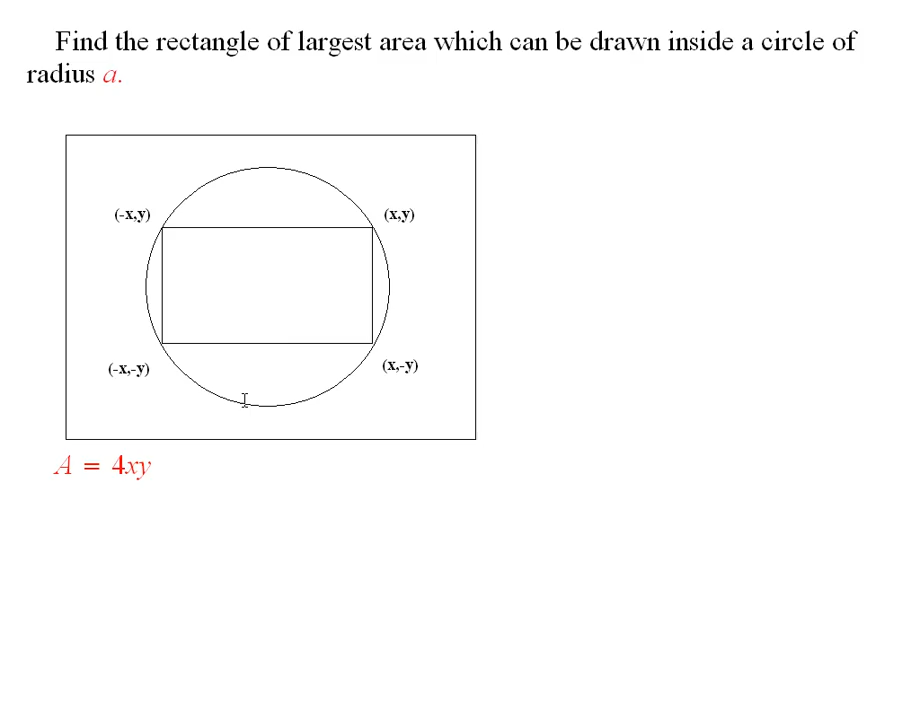 Find the rectangle of largest area which can be drawn inside a circle of
radius a.
(-x,y)
(x,y)
(-x,-y)
(x,-y)
A = 4xy